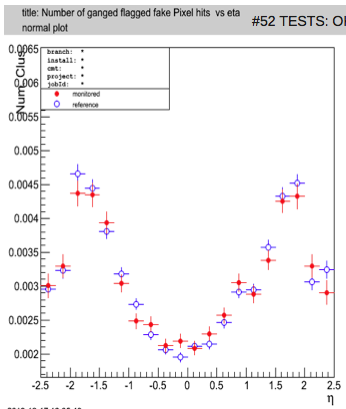 title: Number of ganged flagged fake Pixel hits vs eta
normal plot
#52 TESTS: O
Num_Clus
branch: *
install: *
cmt: *
project: *
jobId: *
monitored
reference
0.0065
0.006
0.0055
0.005
0.0045
0.004
0.0035
0.003
0.0025
0.002
-2.5 -2 -1.5 -1 -0.5 0 0.5 1 1.5 2 2.5
η